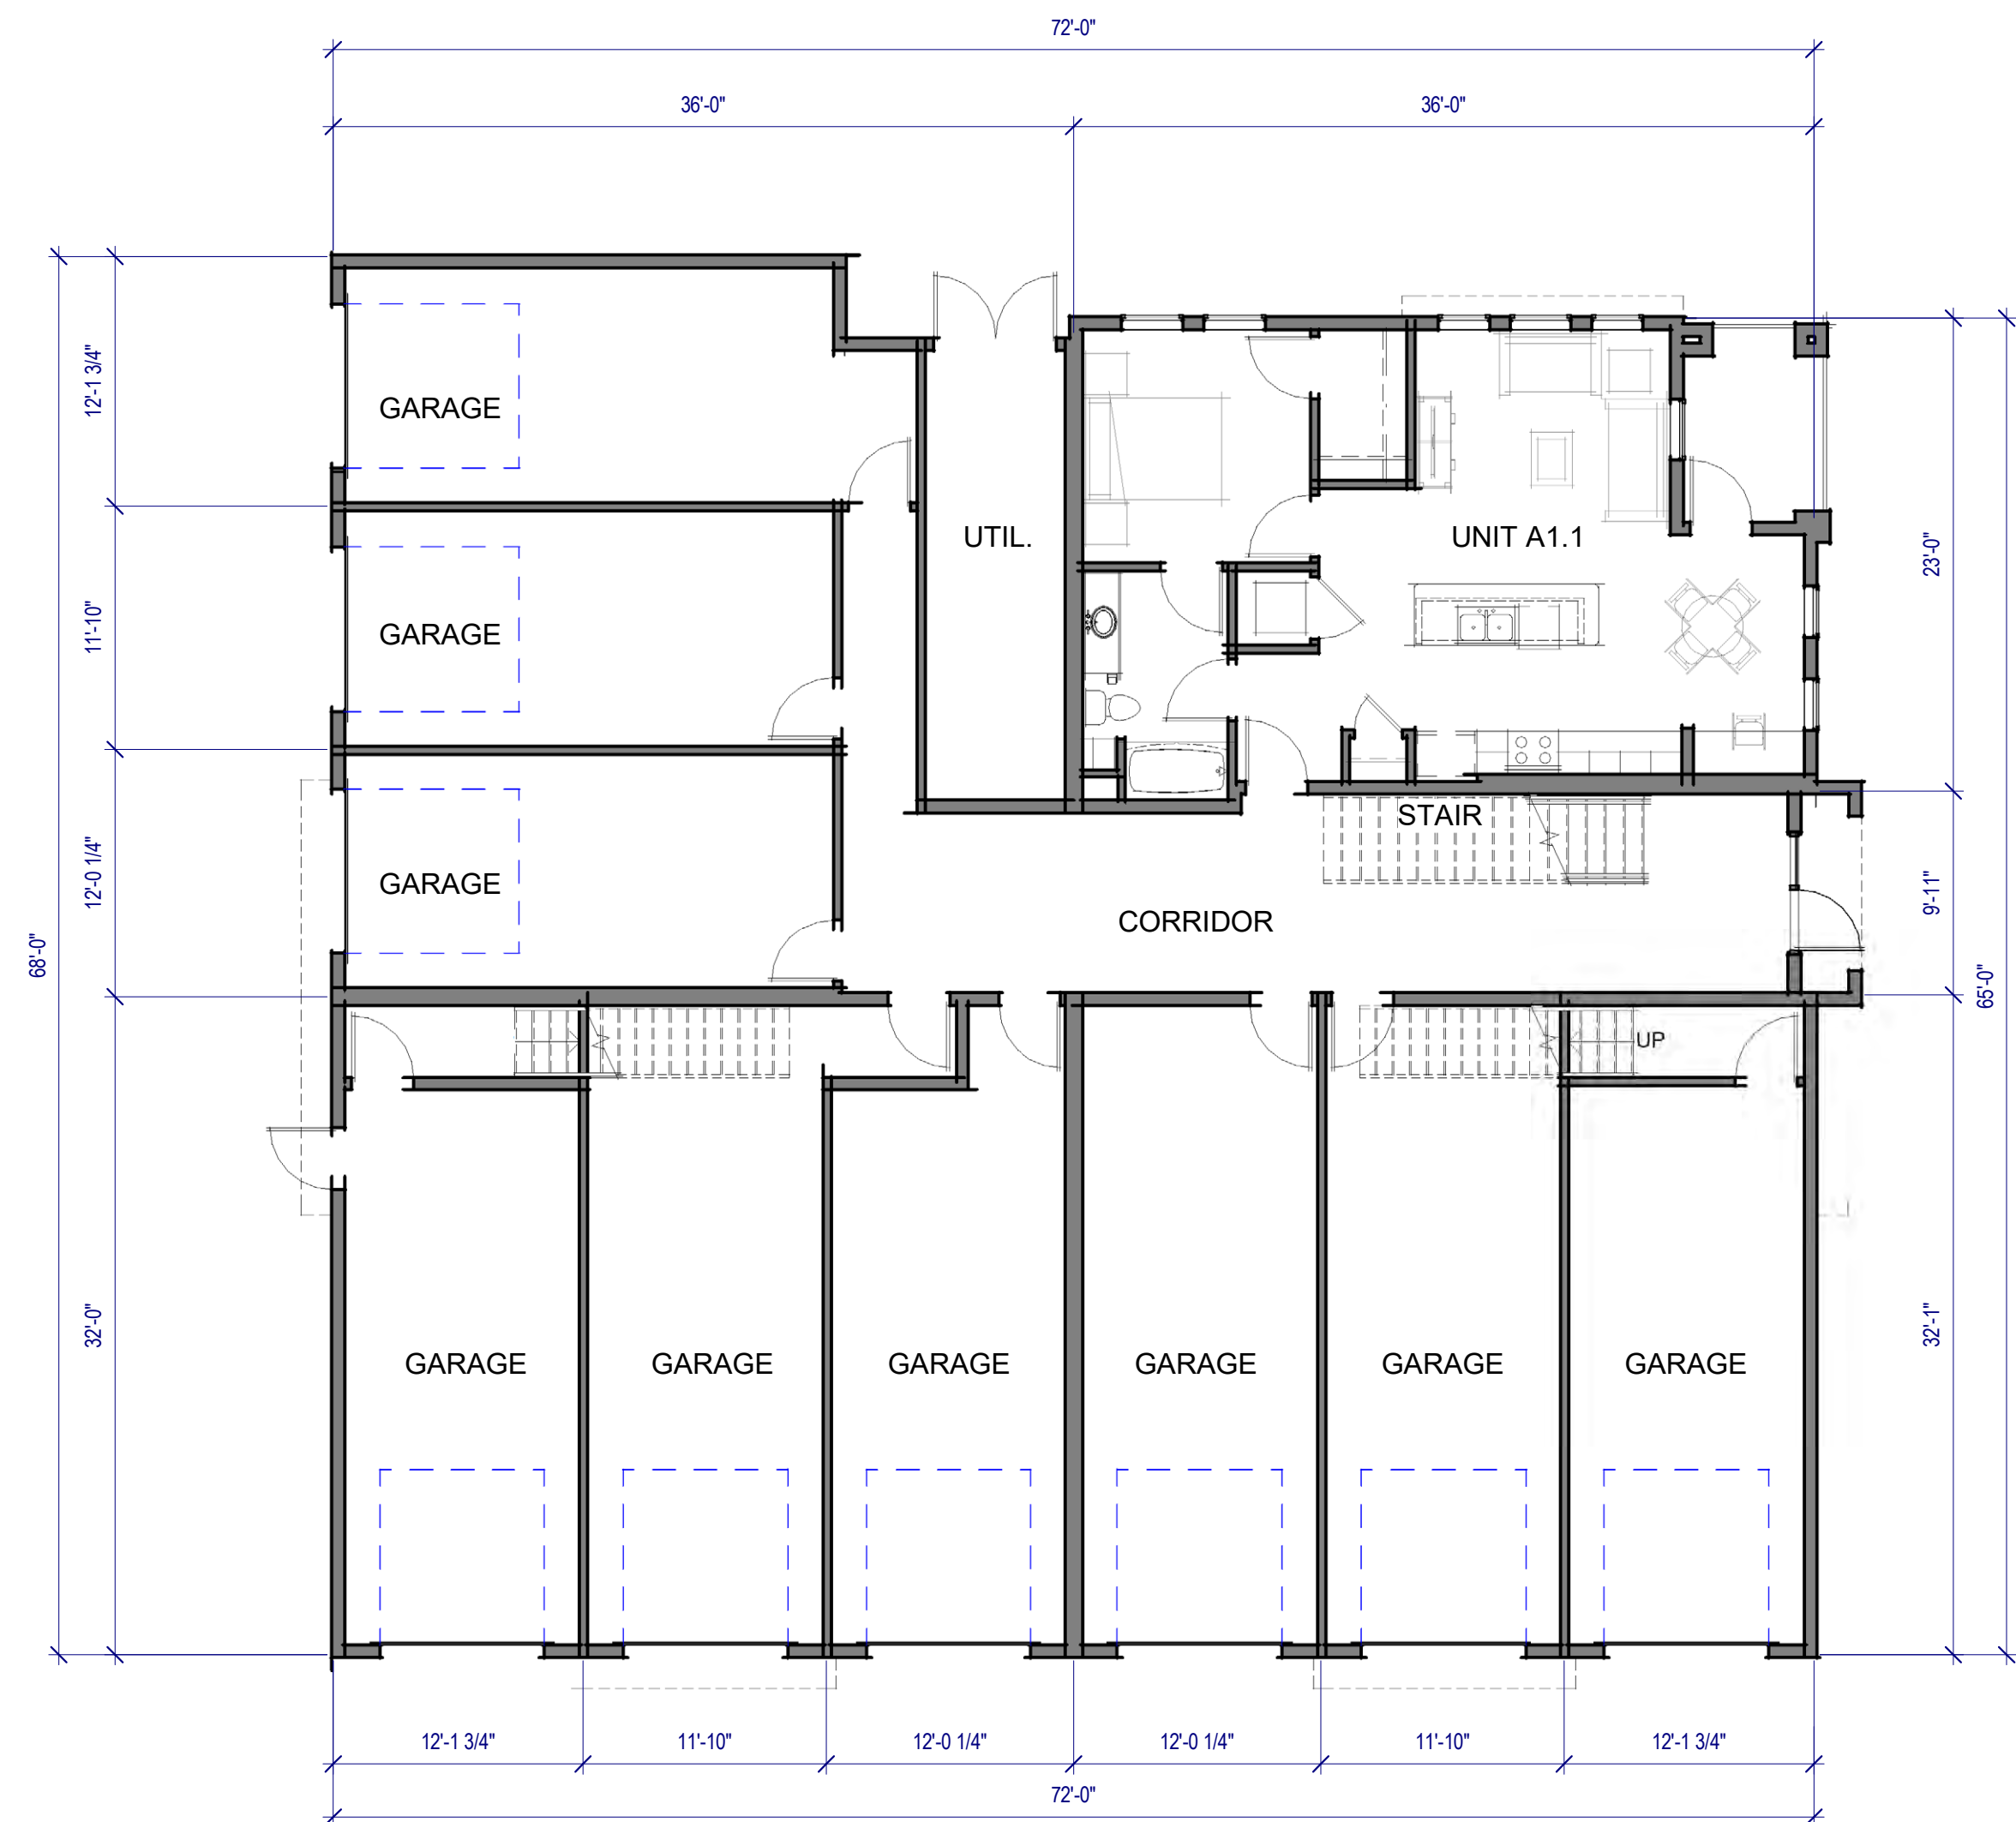 72'-0"
36'-0"
36'-0"
12'-1 3/4"
GARAGE
UTIL.
UNIT A1.1
23'-0"
11'-10"
GARAGE
STAIR
12'-0 1/4"
GARAGE
9'-11"
CORRIDOR
68'-0"
65'-0"
UP
32'-0"
32'-1"
GARAGE
GARAGE
GARAGE
GARAGE
GARAGE
GARAGE
12'-1 3/4"
11'-10"
12'-0 1/4"
12'-0 1/4"
11'-10"
12'-1 3/4"
72'-0"